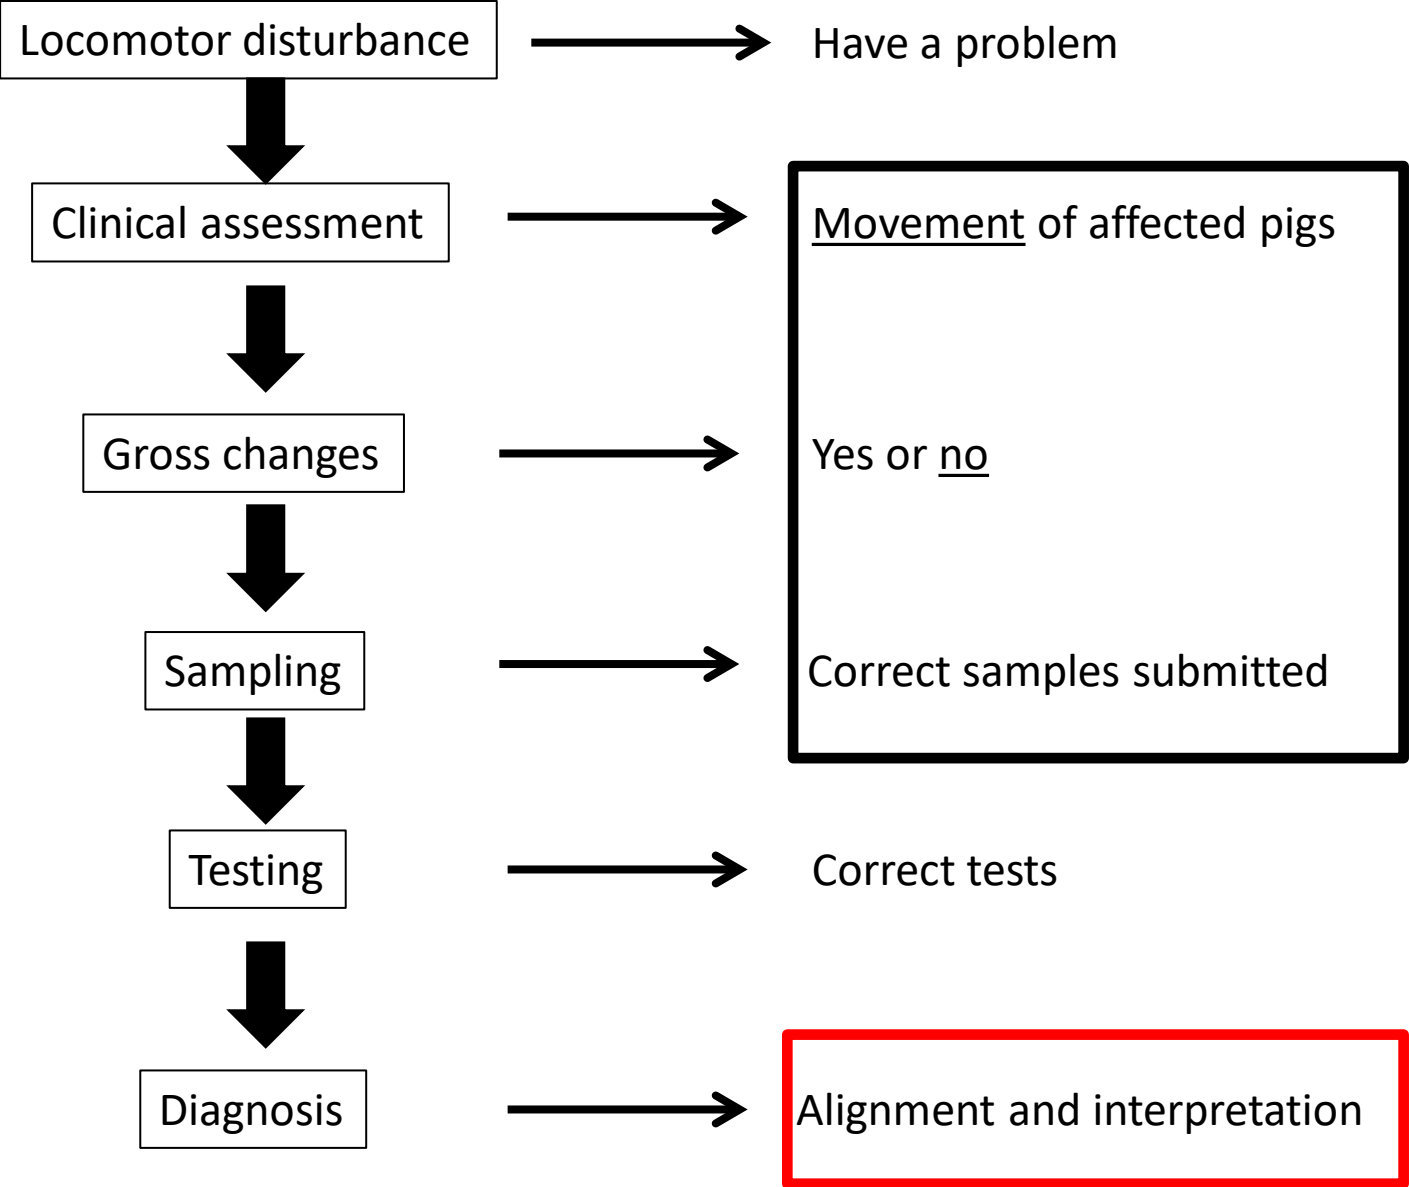 Locomotor disturbance
Have a problem
Clinical assessment
Movement of affected pigs
Gross changes
Yes or no
Sampling
Correct samples submitted
Testing
Correct tests
Diagnosis
Alignment and interpretation